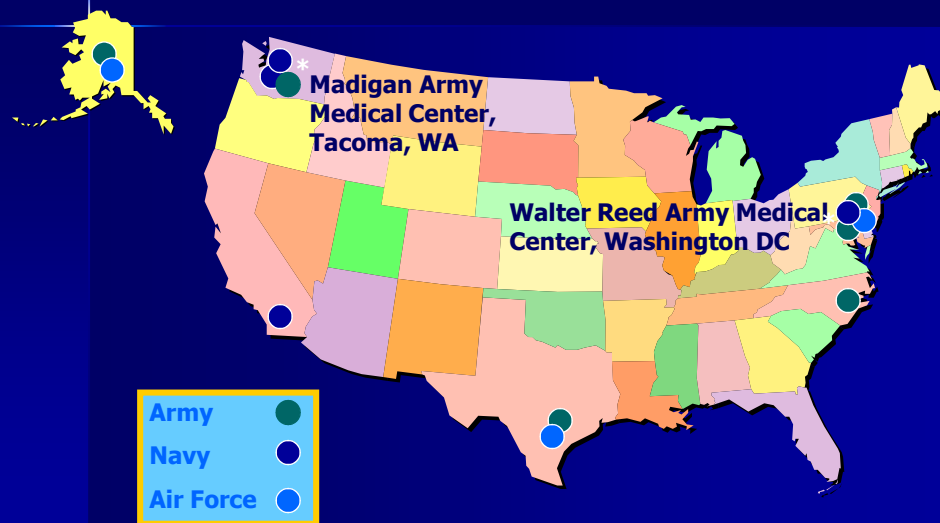 *
Madigan Army
Medical Center,
Tacoma, WA
Walter Reed Army Medical
Center, Washington DC
Army
Navy
Air Force